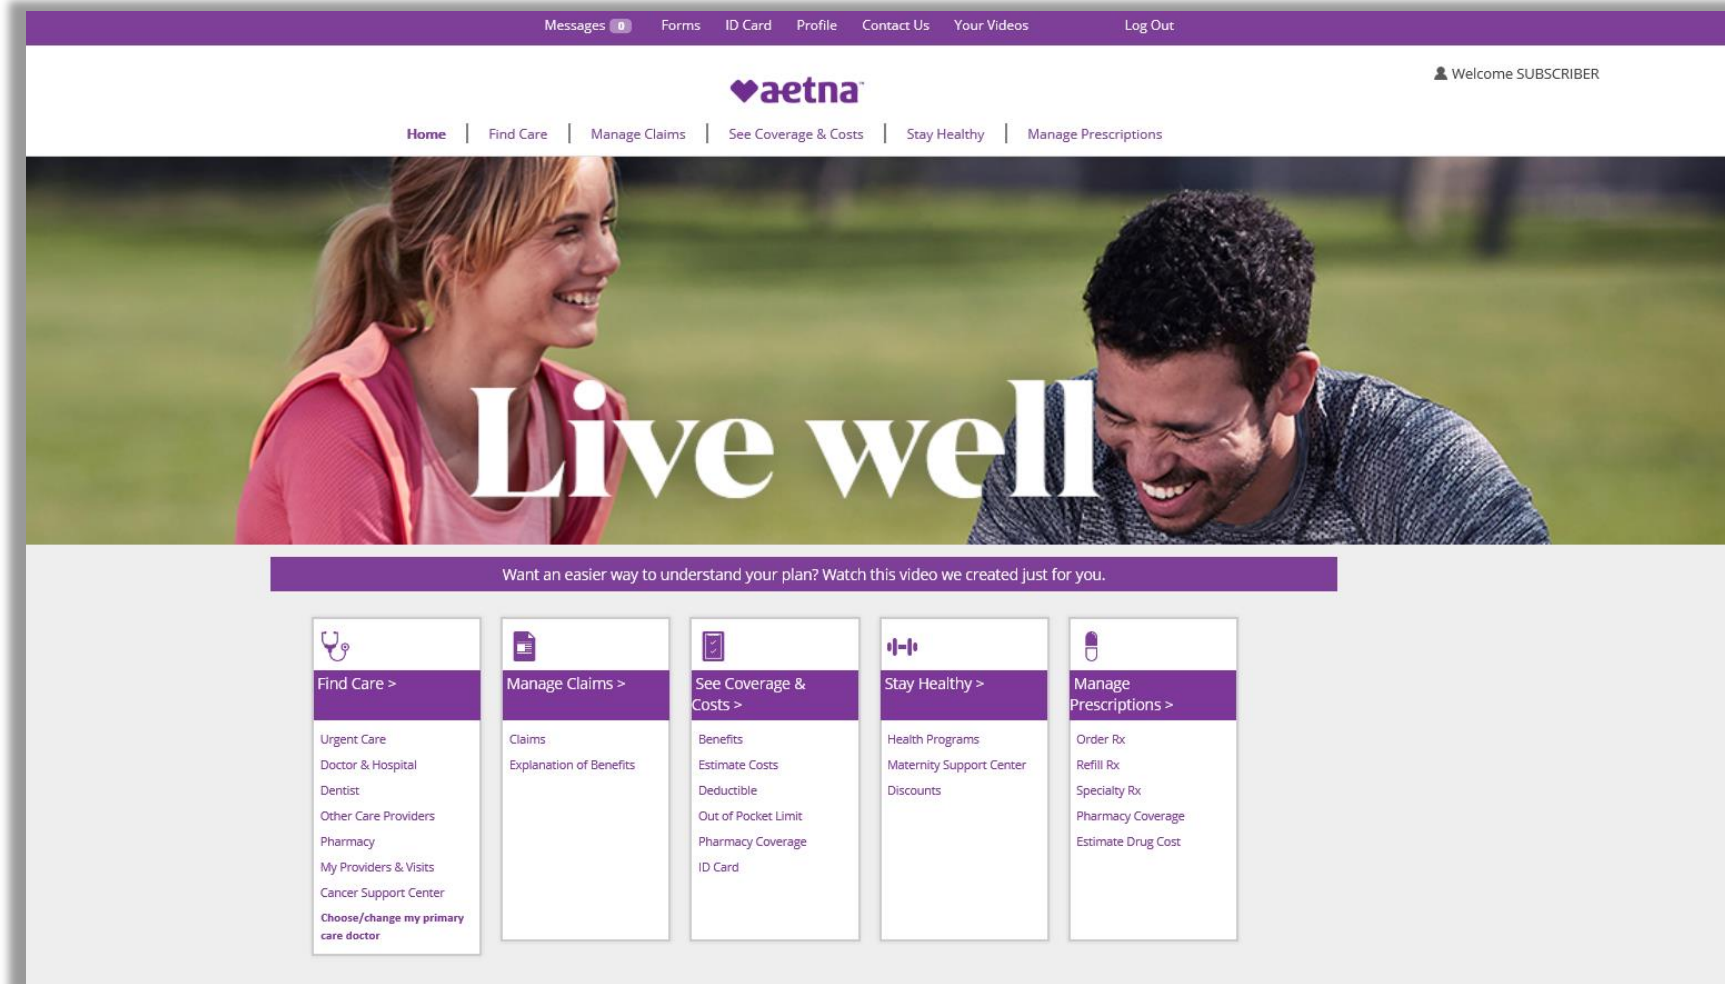 Messages 0 Forms ID Card Profile Contact Us Your Videos Log Out
Welcome SUBSCRIBER
aetna™
Home | Find Care | Manage Claims | See Coverage & Costs | Stay Healthy | Manage Prescriptions
Live well
Want an easier way to understand your plan? Watch this video we created just for you.
Find Care >
Urgent Care
Doctor & Hospital
Dentist
Other Care Providers
Pharmacy
My Providers & Visits
Cancer Support Center
Choose/change my primary
care doctor
Manage Claims >
Claims
Explanation of Benefits
See Coverage &
Costs >
Benefits
Estimate Costs
Deductible
Out of Pocket Limit
Pharmacy Coverage
ID Card
Stay Healthy >
Health Programs
Maternity Support Center
Discounts
Manage
Prescriptions >
Order Rx
Refill Rx
Specialty Rx
Pharmacy Coverage
Estimate Drug Cost